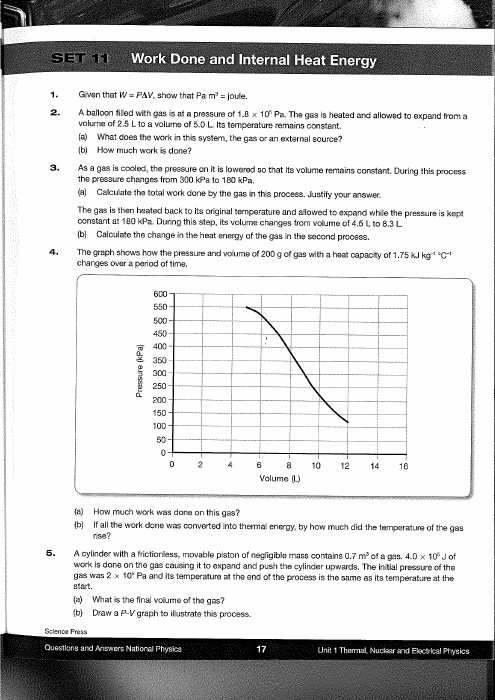 SET 11 Work Done and Internal Heat Energy
1. Given that W = PΔV, show that Pa m³ = joule.
2. A balloon filled with gas is at a pressure of 1.8 × 10⁵ Pa. The gas is heated and allowed to expand from a
volume of 2.5 L to a volume of 5.0 L. Its temperature remains constant.
(a) What does the work in this system, the gas or an external source?
(b) How much work is done?
3. As a gas is cooled, the pressure on it is lowered so that its volume remains constant. During this process
the pressure changes from 300 kPa to 180 kPa.
(a) Calculate the total work done by the gas in this process. Justify your answer.
The gas is then heated back to its original temperature and allowed to expand while the pressure is kept
constant at 180 kPa. During this step, its volume changes from volume of 4.5 L to 8.3 L.
(b) Calculate the change in the heat energy of the gas in the second process.
4. The graph shows how the pressure and volume of 200 g of gas with a heat capacity of 1.75 kJ kg⁻¹ °C⁻¹
changes over a period of time.
600
550
500
450
400
350
300
250
200
150
100
50
0
Pressure (kPa)
0 2 4 6 8 10 12 14 16
Volume (L)
(a) How much work was done on this gas?
(b) If all the work done was converted into thermal energy, by how much did the temperature of the gas
rise?
5. A cylinder with a frictionless, movable piston of negligible mass contains 0.7 m³ of a gas. J of
work is done on the gas causing it to expand and push the cylinder upwards. The initial pressure of the
gas was Pa and its temperature at the end of the process is the same as its temperature at the
start.
(a) What is the final volume of the gas?
(b) Draw a P-V graph to illustrate this process.
Science Press
Questions and Answers National Physics 17 Unit 1 Thermal, Nuclear and Electrical Physics